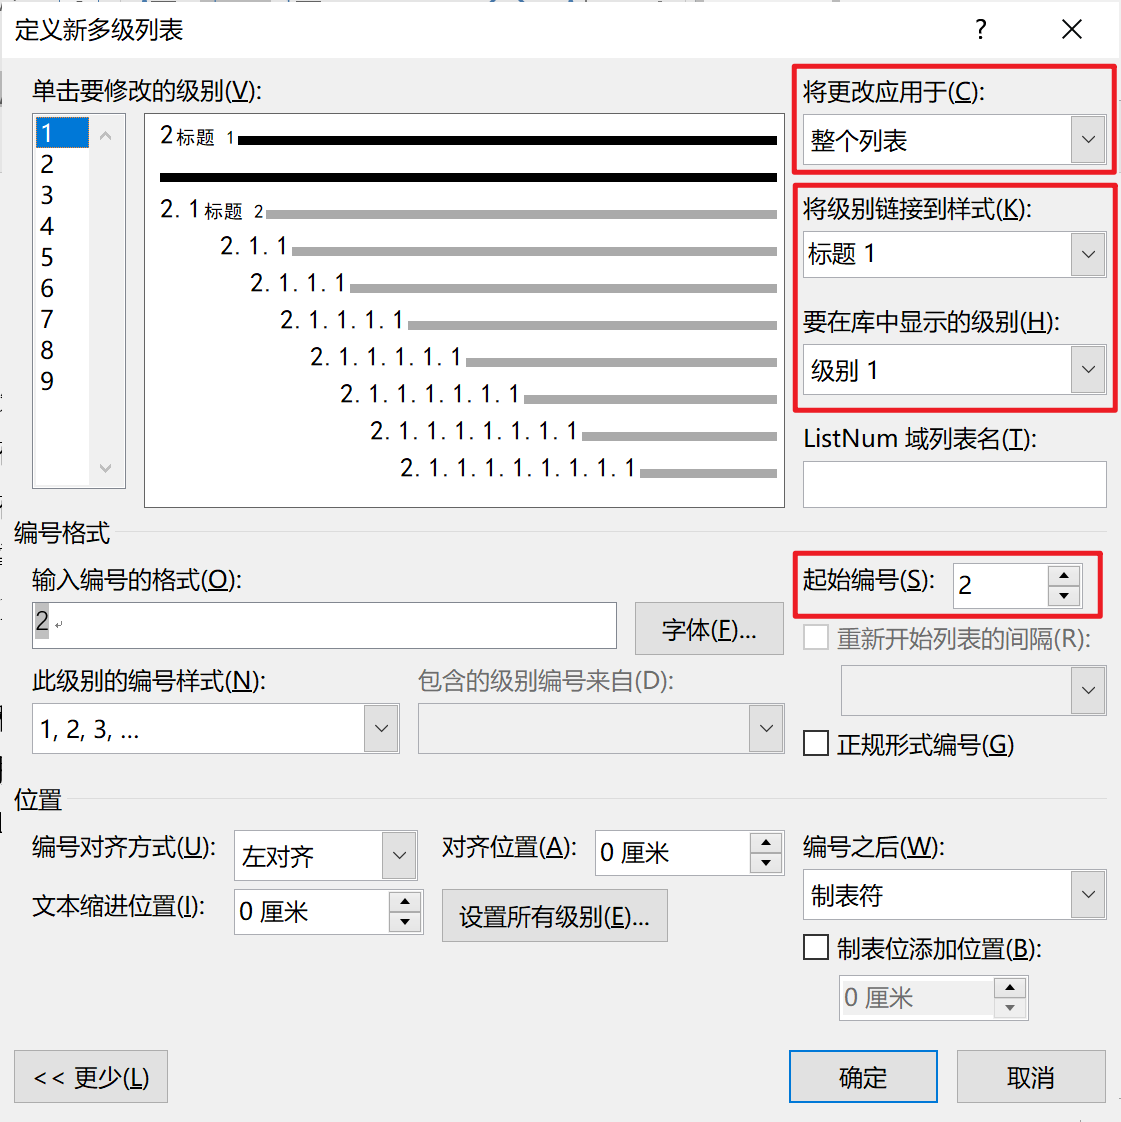 定义新多级列表
?
单击要修改的级别(V):
1
2
3
4
5
6
7
8
9
2标题 1
2.1标题 2
2.1.1
2.1.1.1
2.1.1.1.1
2.1.1.1.1.1
2.1.1.1.1.1.1
2.1.1.1.1.1.1.1
2.1.1.1.1.1.1.1.1
将更改应用于(C):
整个列表
将级别链接到样式(K):
标题 1
要在库中显示的级别(H):
级别 1
ListNum 域列表名(T):
编号格式
输入编号的格式(O):
2
字体(F)...
起始编号(S):
2
重新开始列表的间隔(R):
此级别的编号样式(N):
1, 2, 3, ...
包含的级别编号来自(D):
正规形式编号(G)
位置
编号对齐方式(U):
左对齐
对齐位置(A):
0 厘米
编号之后(W):
制表符
文本缩进位置(I):
0 厘米
设置所有级别(E)...
制表位添加位置(B):
0 厘米
<< 更少(L)
确定
取消